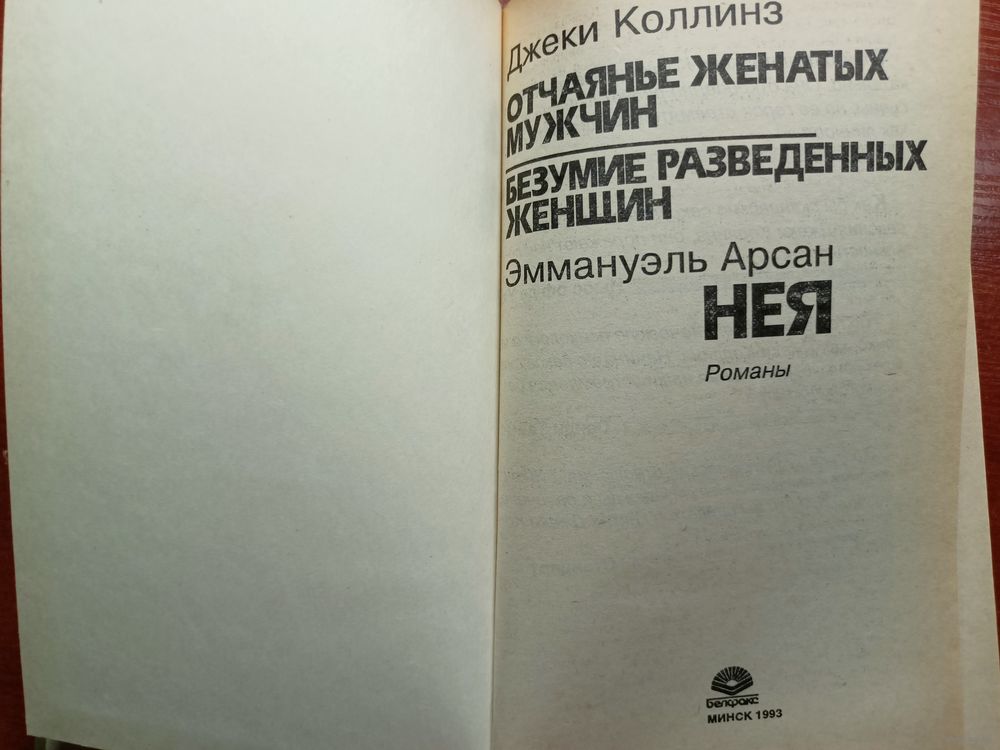 Джеки Коллинз
ОТЧАЯНЬЕ ЖЕНАТЫХ
МУЖЧИН
БЕЗУМИЕ РАЗВЕДЕННЫХ
ЖЕНЩИН
Эммануэль Арсан
НЕЯ
Романы
Белфакс
МИНСК 1993